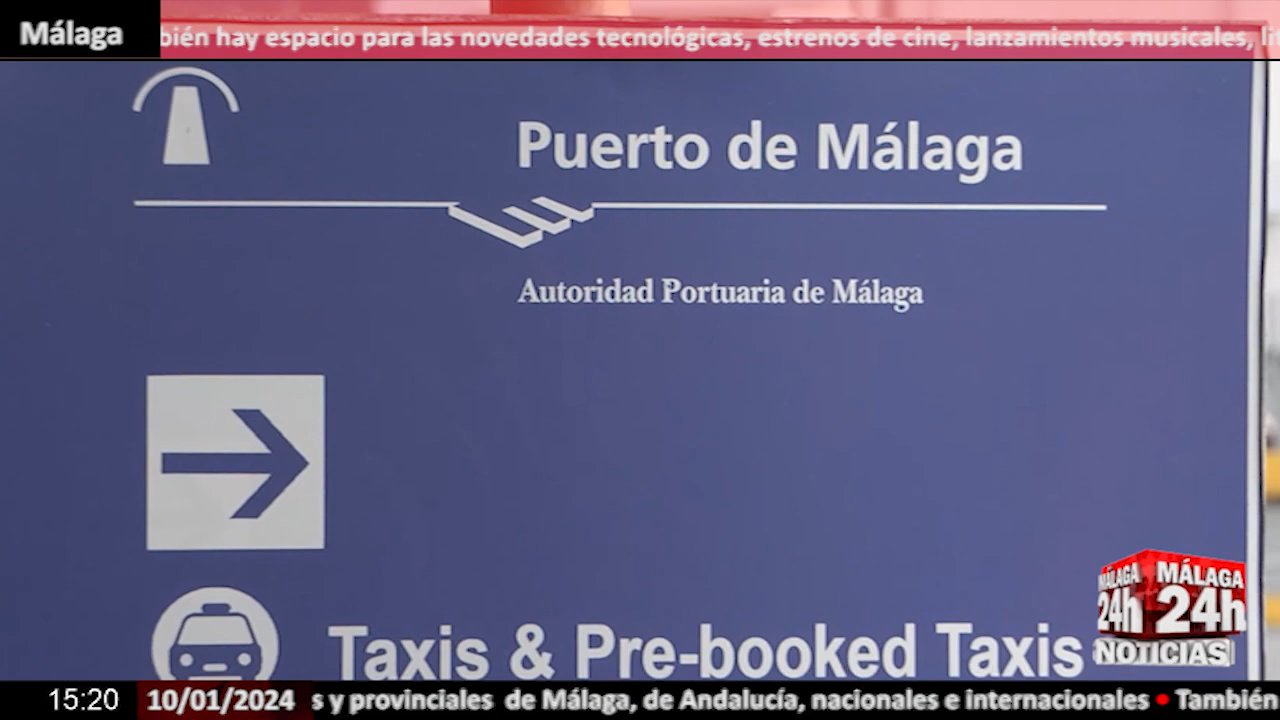 Málaga
bién hay espacio para las novedades tecnológicas, estrenos de cine, lanzamientos musicales, lit
Puerto de Málaga
Autoridad Portuaria de Málaga
Taxis & Pre-booked Taxis
MÁLAGA 24h
MÁLAGA 24h
NOTICIAS
15:20
10/01/2024
s y provinciales de Málaga, de Andalucía, nacionales e internacionales • También